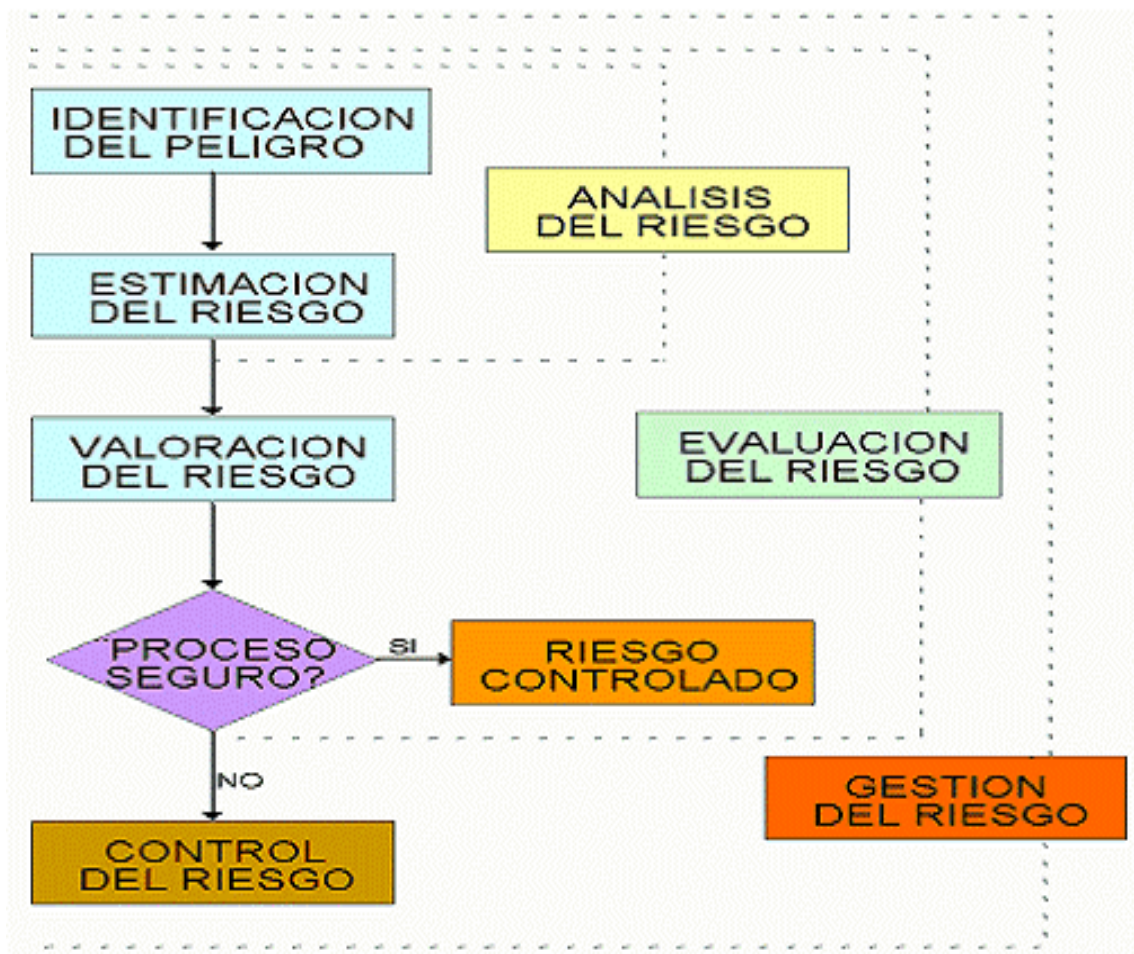 IDENTIFICACION
DEL PELIGRO
ANALISIS
DEL RIESGO
ESTIMACION
DEL RIESGO
VALORACION
DEL RIESGO
EVALUACION
DEL RIESGO
PROCESO
SEGURO?
SI
RIESGO
CONTROLADO
NO
GESTION
DEL RIESGO
CONTROL
DEL RIESGO